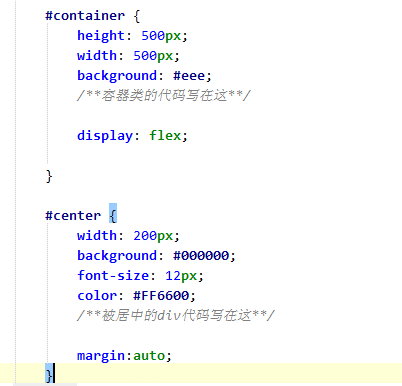 #container {
height: 500px;
width: 500px;
background: #eee;
/**容器类的代码写在这**/
display: flex;
}
#center {
width: 200px;
background: #000000;
font-size: 12px;
color: #FF6600;
/**被居中的div代码写在这**/
margin:auto;
}